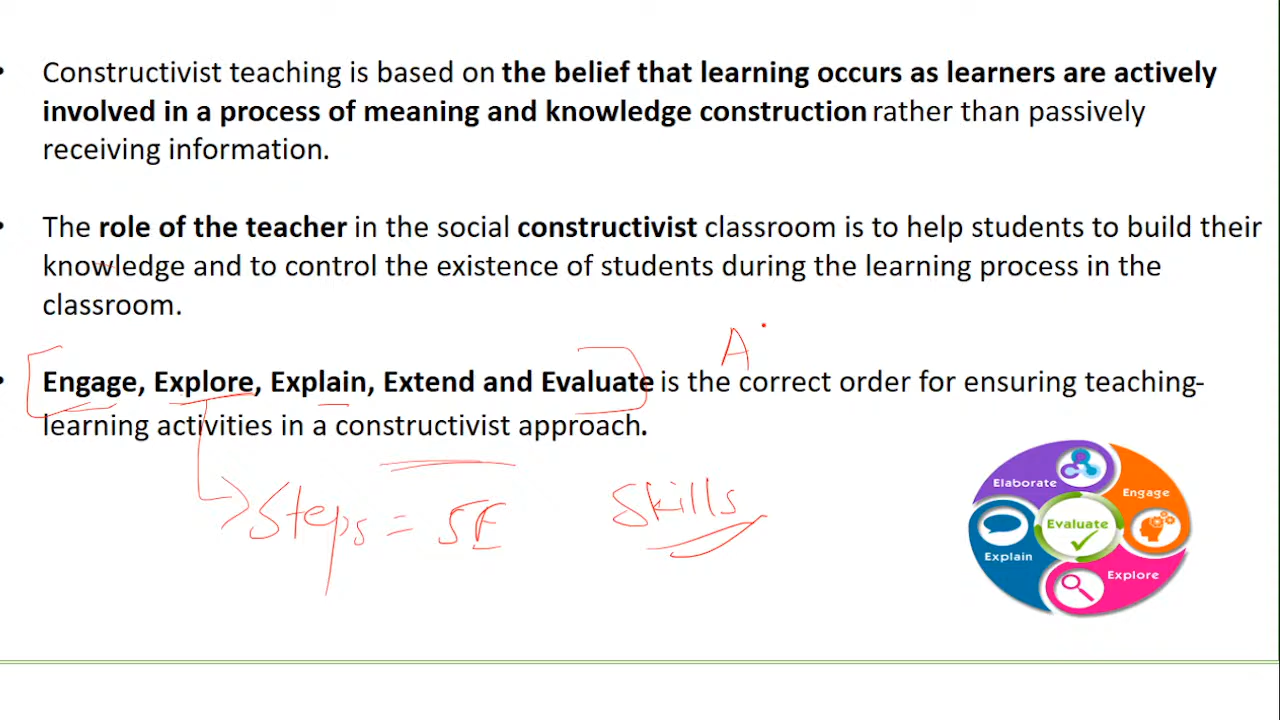 • Constructivist teaching is based on the belief that learning occurs as learners are actively
involved in a process of meaning and knowledge construction rather than passively
receiving information.
• The role of the teacher in the social constructivist classroom is to help students to build their
knowledge and to control the existence of students during the learning process in the
classroom.
A
• Engage, Explore, Explain, Extend and Evaluate is the correct order for ensuring teaching-
learning activities in a constructivist approach.
Steps = 5E
Skills
Elaborate
Engage
Evaluate
Explain
Explore